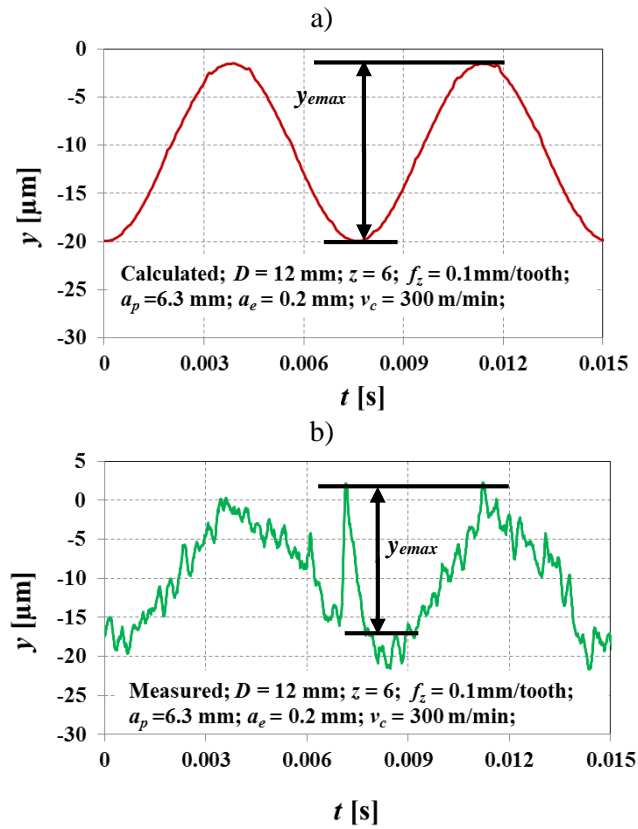 a)
0
-5
-10
-15
-20
-25
-30
y [µm]
yemax
Calculated; D = 12 mm; z = 6; fz = 0.1mm/tooth;
ap =6.3 mm; ae = 0.2 mm; vc = 300 m/min;
0 0.003 0.006 0.009 0.012 0.015
t [s]
b)
5
0
-5
-10
-15
-20
-25
-30
y [µm]
yemax
Measured; D = 12 mm; z = 6; fz = 0.1mm/tooth;
ap =6.3 mm; ae = 0.2 mm; vc = 300 m/min;
0 0.003 0.006 0.009 0.012 0.015
t [s]